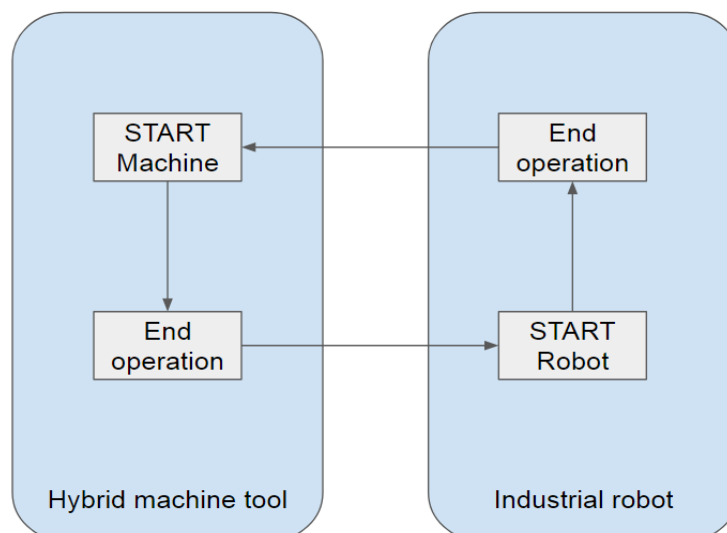 START
Machine
End
operation
End
operation
START
Robot
Hybrid machine tool
Industrial robot